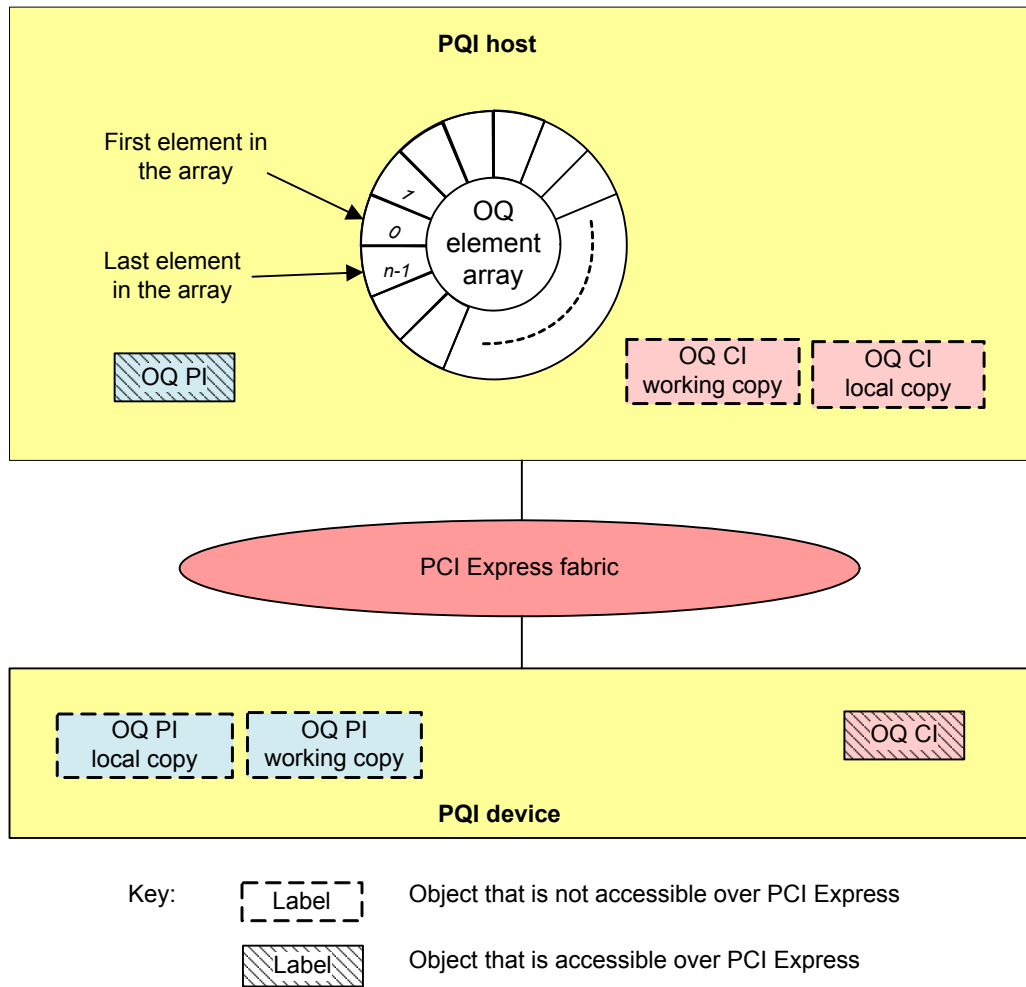 PQI host
First element in
the array
1
0
n-1
OQ
element
array
Last element
in the array
OQ PI
OQ CI
working copy
OQ CI
local copy
PCI Express fabric
OQ PI
local copy
OQ PI
working copy
OQ CI
PQI device
Key:
Label
Object that is not accessible over PCI Express
Label
Object that is accessible over PCI Express